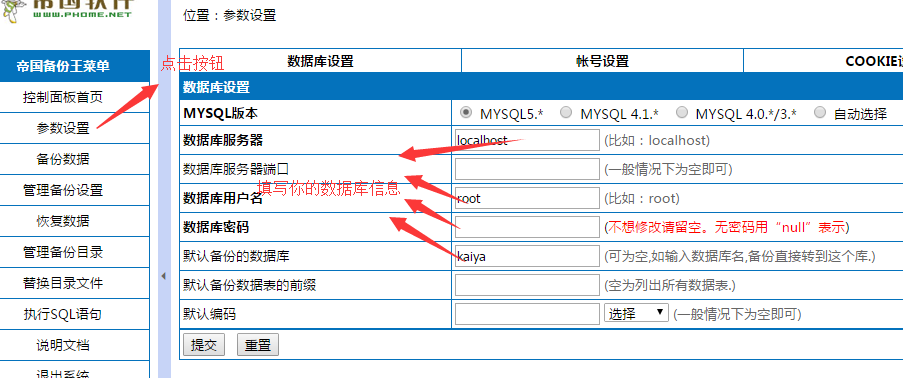 帝国软件
WWW.PHOME.NET
位置：参数设置
帝国备份王菜单
控制面板首页
参数设置
备份数据
管理备份设置
恢复数据
管理备份目录
替换目录文件
执行SQL语句
说明文档
退出系统
点击按钮
数据库设置 帐号设置 COOKIE
数据库设置
MYSQL版本 MYSQL5.* MYSQL 4.1.* MYSQL 4.0.*/3.* 自动选择
数据库服务器 localhost (比如：localhost)
数据库服务器端口 (一般情况下为空即可)
填写你的数据库信息
数据库用户名 root (比如：root)
数据库密码 (不想修改请留空。无密码用“null”表示)
默认备份的数据库 kaiya (可为空,如输入数据库名,备份直接转到这个库.)
默认备份数据表的前缀 (空为列出所有数据表.)
默认编码 选择 (一般情况下为空即可)
提交 重置